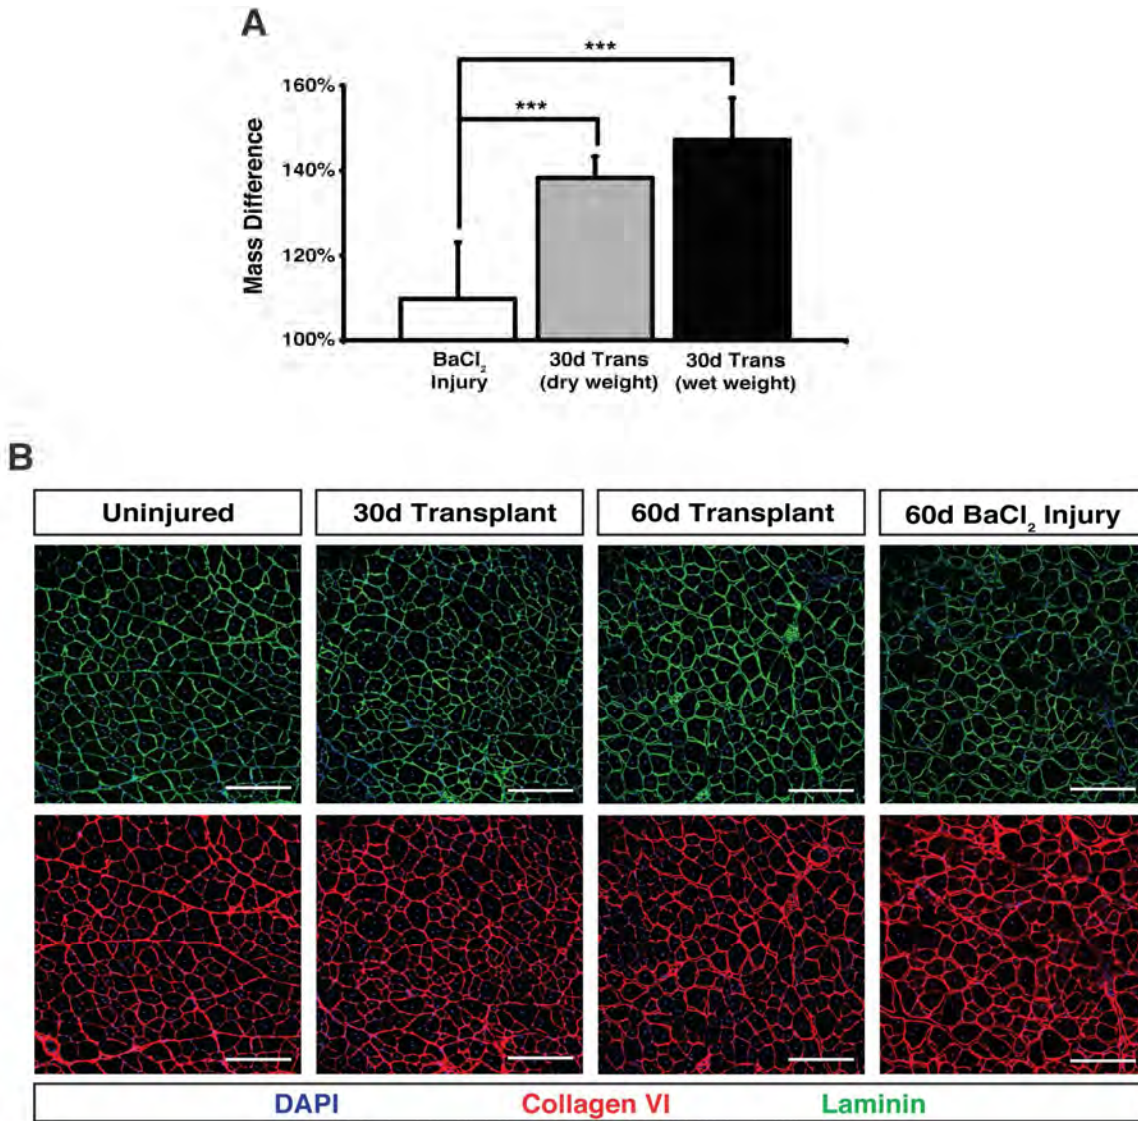 A
***
***
160%
140%
120%
100%
Mass Difference
BaCl₂
Injury
30d Trans
(dry weight)
30d Trans
(wet weight)
B
Uninjured
30d Transplant
60d Transplant
60d BaCl₂ Injury
DAPI
Collagen VI
Laminin